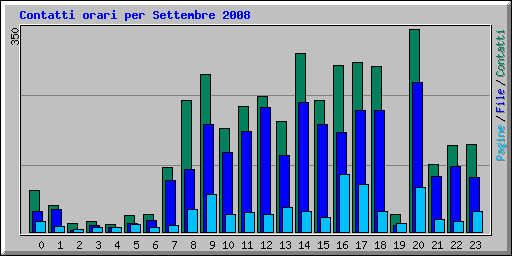 Contatti orari per Settembre 2008
350
Pagine / File / Contatti
0 1 2 3 4 5 6 7 8 9 10 11 12 13 14 15 16 17 18 19 20 21 22 23